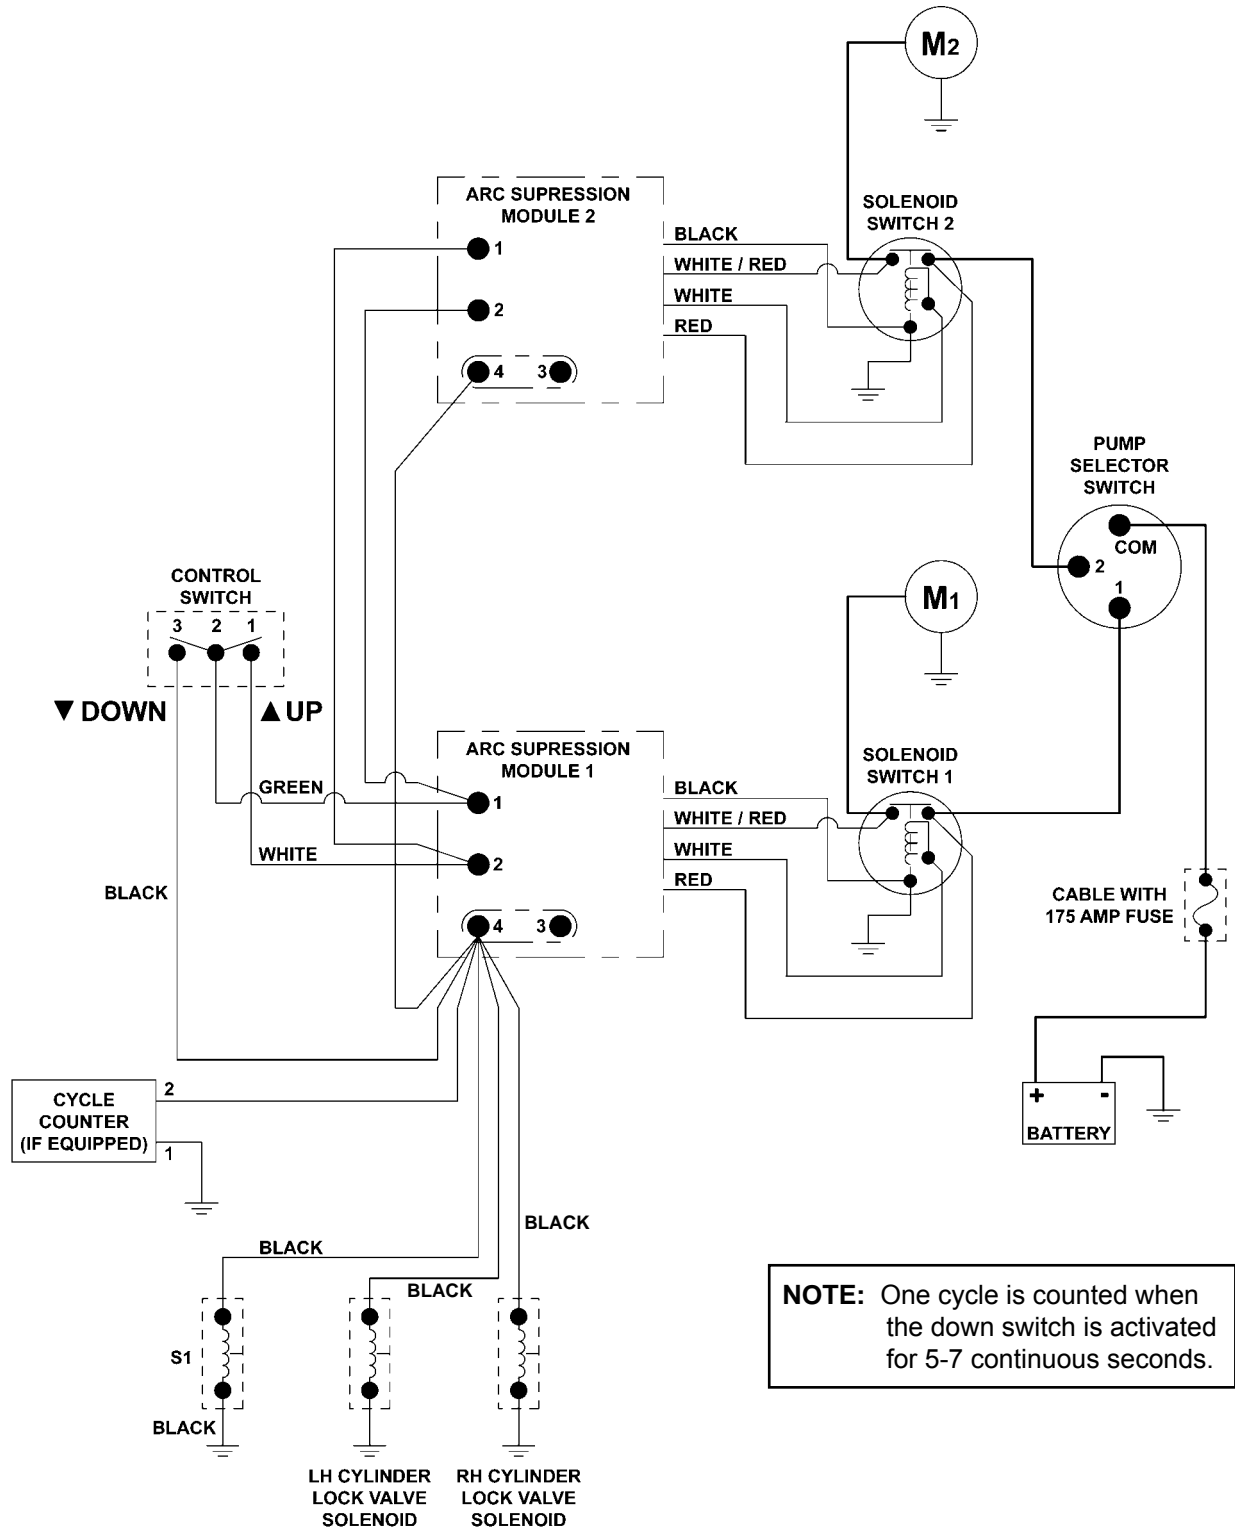 M2
ARC SUPRESSION
MODULE 2
SOLENOID
SWITCH 2
1
2
4 3
BLACK
WHITE / RED
WHITE
RED
PUMP
SELECTOR
SWITCH
COM
2
1
CONTROL
SWITCH
3 2 1
▼ DOWN
▲ UP
M1
ARC SUPRESSION
MODULE 1
SOLENOID
SWITCH 1
GREEN
WHITE
BLACK
1
2
4 3
BLACK
WHITE / RED
WHITE
RED
CABLE WITH
175 AMP FUSE
+ -
BATTERY
CYCLE
COUNTER
(IF EQUIPPED)
2
1
BLACK
BLACK
BLACK
S1
BLACK
LH CYLINDER
LOCK VALVE
SOLENOID
RH CYLINDER
LOCK VALVE
SOLENOID
NOTE: One cycle is counted when
the down switch is activated
for 5-7 continuous seconds.